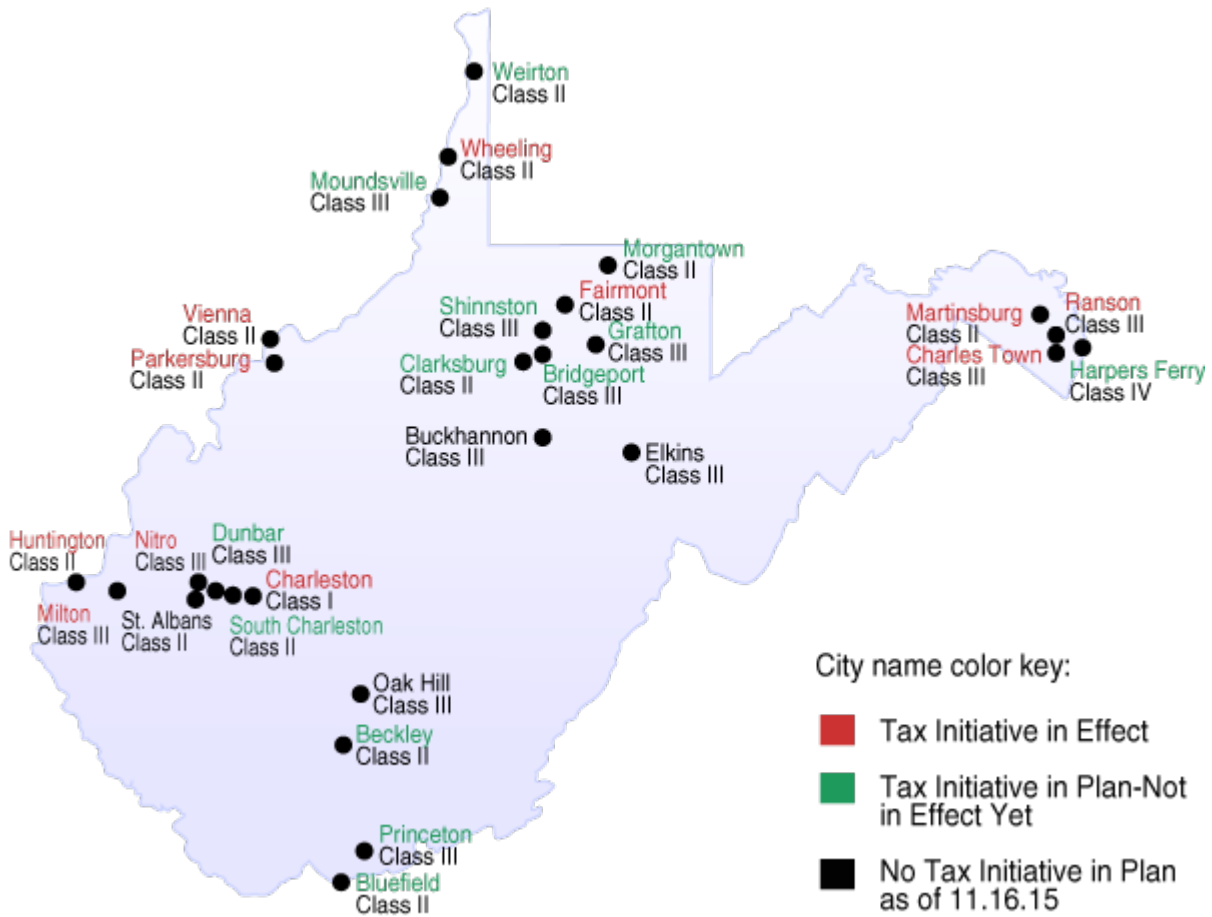 Weirton
Class II
Wheeling
Class II
Moundsville
Class III
Morgantown
Class II
Fairmont
Class II
Shinnston
Class III
Grafton
Class III
Clarksburg
Class II
Bridgeport
Class III
Vienna
Class II
Parkersburg
Class II
Martinsburg
Class II
Ranson
Class III
Charles Town
Class III
Harpers Ferry
Class IV
Buckhannon
Class III
Elkins
Class III
Huntington
Class II
Nitro
Class III
Dunbar
Class III
Charleston
Class I
Milton
Class III
St. Albans
Class II
South Charleston
Class II
Oak Hill
Class III
Beckley
Class II
Princeton
Class III
Bluefield
Class II
City name color key:
Tax Initiative in Effect
Tax Initiative in Plan-Not
in Effect Yet
No Tax Initiative in Plan
as of 11.16.15